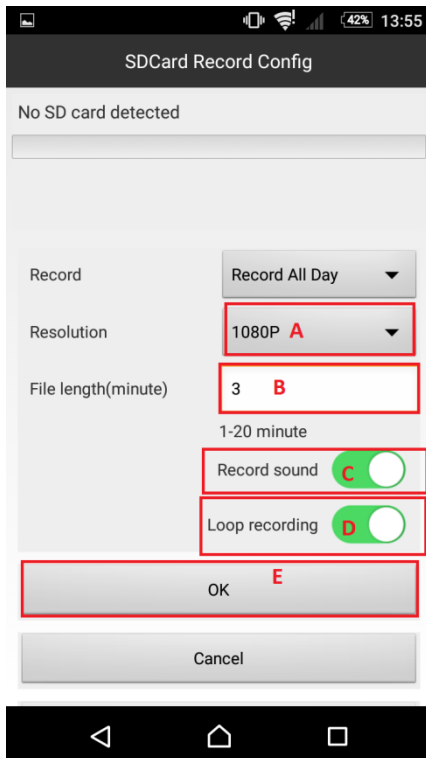 42% 13:55
SDCard Record Config
No SD card detected
Record Record All Day
Resolution 1080P A
File length(minute) 3 B
1-20 minute
Record sound C
Loop recording D
OK E
Cancel